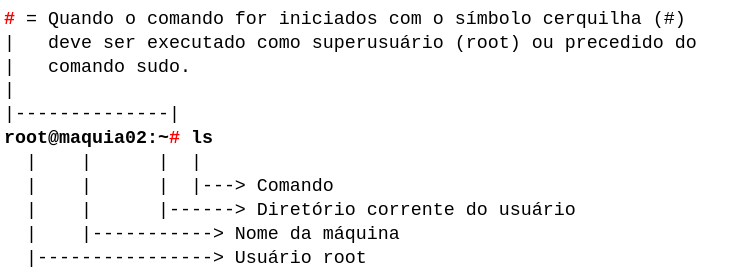 # = Quando o comando for iniciados com o símbolo cerquilha (#)
|   deve ser executado como superusuário (root) ou precedido do
|   comando sudo.
|
|--------------|
root@maquia02:~# ls
  |    |      |  |
  |    |      |  |---> Comando
  |    |      |------> Diretório corrente do usuário
  |    |-----------> Nome da máquina
  |----------------> Usuário root